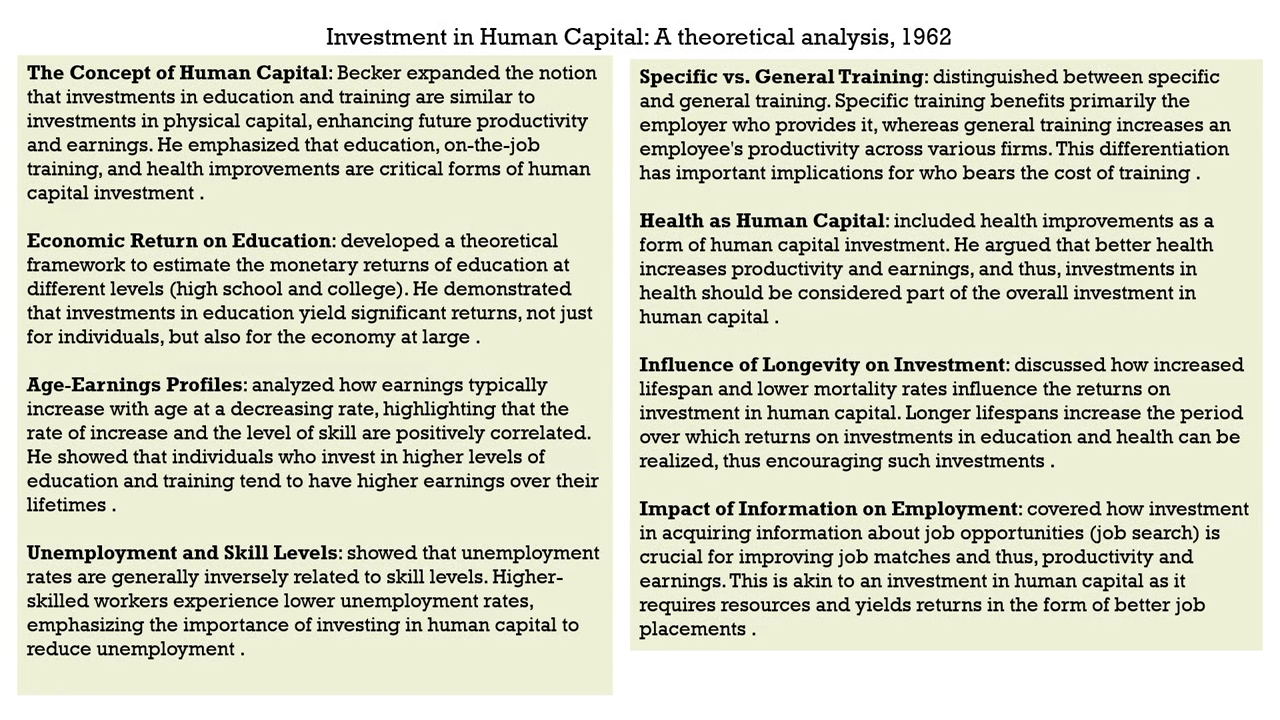 Investment in Human Capital: A theoretical analysis, 1962
The Concept of Human Capital: Becker expanded the notion
that investments in education and training are similar to
investments in physical capital, enhancing future productivity
and earnings. He emphasized that education, on-the-job
training, and health improvements are critical forms of human
capital investment .
Economic Return on Education: developed a theoretical
framework to estimate the monetary returns of education at
different levels (high school and college). He demonstrated
that investments in education yield significant returns, not just
for individuals, but also for the economy at large .
Age-Earnings Profiles: analyzed how earnings typically
increase with age at a decreasing rate, highlighting that the
rate of increase and the level of skill are positively correlated.
He showed that individuals who invest in higher levels of
education and training tend to have higher earnings over their
lifetimes .
Unemployment and Skill Levels: showed that unemployment
rates are generally inversely related to skill levels. Higher-
skilled workers experience lower unemployment rates,
emphasizing the importance of investing in human capital to
reduce unemployment .
Specific vs. General Training: distinguished between specific
and general training. Specific training benefits primarily the
employer who provides it, whereas general training increases an
employee's productivity across various firms. This differentiation
has important implications for who bears the cost of training .
Health as Human Capital: included health improvements as a
form of human capital investment. He argued that better health
increases productivity and earnings, and thus, investments in
health should be considered part of the overall investment in
human capital .
Influence of Longevity on Investment: discussed how increased
lifespan and lower mortality rates influence the returns on
investment in human capital. Longer lifespans increase the period
over which returns on investments in education and health can be
realized, thus encouraging such investments .
Impact of Information on Employment: covered how investment
in acquiring information about job opportunities (job search) is
crucial for improving job matches and thus, productivity and
earnings. This is akin to an investment in human capital as it
requires resources and yields returns in the form of better job
placements .